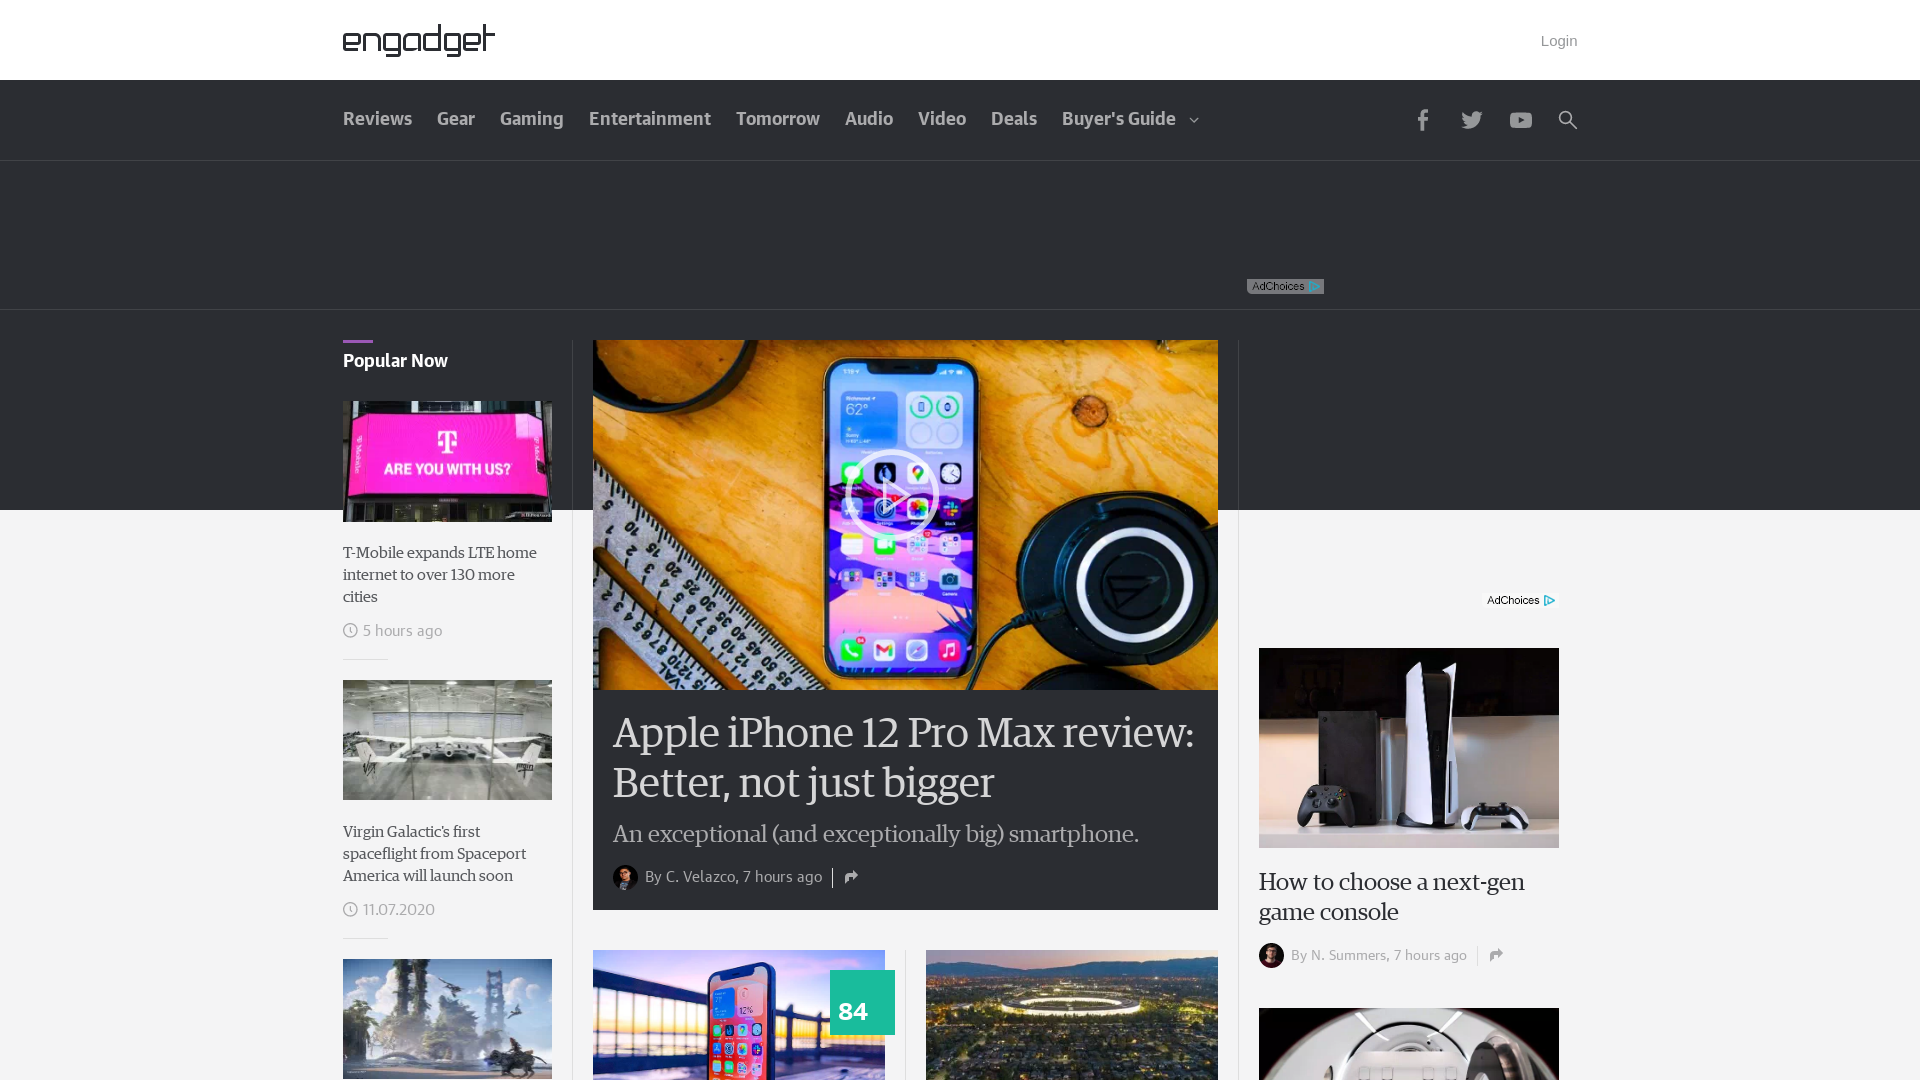 engadget
Login
Reviews
Gear
Gaming
Entertainment
Tomorrow
Audio
Video
Deals
Buyer's Guide
AdChoices
Popular Now
T
ARE YOU WITH US?
T-Mobile expands LTE home
internet to over 130 more
cities
5 hours ago
Virgin Galactic's first
spaceflight from Spaceport
America will launch soon
11.07.2020
62°
Apple iPhone 12 Pro Max review:
Better, not just bigger
An exceptional (and exceptionally big) smartphone.
By C. Velazco, 7 hours ago
84
AdChoices
How to choose a next-gen
game console
By N. Summers, 7 hours ago